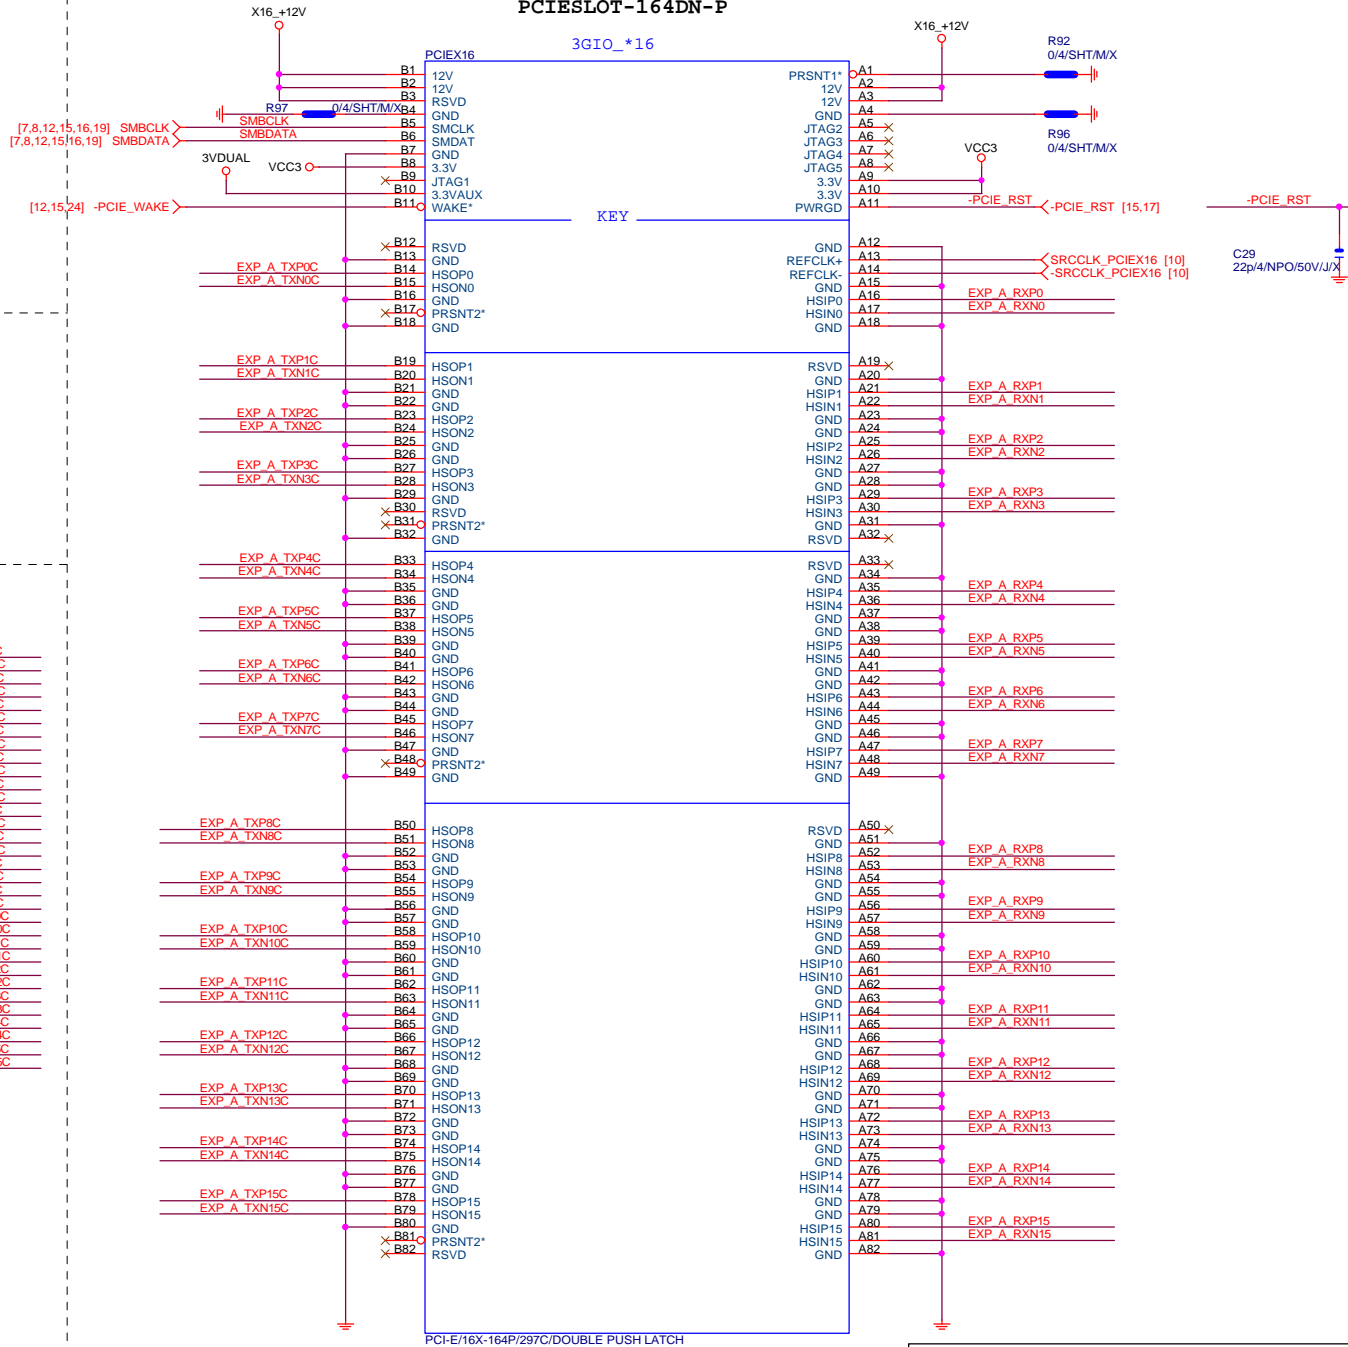 PCIESLOT-164DN-P
3GIO_*16
PCIEX16
X16_+12V
X16_+12V
R92
0/4/SHT/M/X
R96
0/4/SHT/M/X
R97
0/4/SHT/M/X
[7,8,12,15,16,19] SMBCLK
SMBCLK
[7,8,12,15,16,19] SMBDATA
SMBDATA
3VDUAL
VCC3
VCC3
[12,15,24] -PCIE_WAKE
-PCIE_RST
-PCIE_RST [15,17]
-PCIE_RST
C29
22p/4/NPO/50V/J/X
KEY
SRCCLK_PCIEX16 [10]
-SRCCLK_PCIEX16 [10]
B1 12V PRSNT1* A1
B2 12V 12V A2
B3 RSVD 12V A3
B4 GND GND A4
B5 SMCLK JTAG2 A5
B6 SMDAT JTAG3 A6
B7 GND JTAG4 A7
B8 3.3V JTAG5 A8
B9 JTAG1 3.3V A9
B10 3.3VAUX 3.3V A10
B11 WAKE* PWRGD A11
B12 RSVD GND A12
B13 GND REFCLK+ A13
EXP_A_TXP0C B14 HSOP0 REFCLK- A14
EXP_A_TXN0C B15 HSON0 GND A15
B16 GND HSIP0 A16 EXP_A_RXP0
B17 PRSNT2* HSIN0 A17 EXP_A_RXN0
B18 GND GND A18
EXP_A_TXP1C B19 HSOP1 RSVD A19
EXP_A_TXN1C B20 HSON1 GND A20
B21 GND HSIP1 A21 EXP_A_RXP1
B22 GND HSIN1 A22 EXP_A_RXN1
EXP_A_TXP2C B23 HSOP2 GND A23
EXP_A_TXN2C B24 HSON2 GND A24
B25 GND HSIP2 A25 EXP_A_RXP2
B26 GND HSIN2 A26 EXP_A_RXN2
EXP_A_TXP3C B27 HSOP3 GND A27
EXP_A_TXN3C B28 HSON3 GND A28
B29 GND HSIP3 A29 EXP_A_RXP3
B30 RSVD HSIN3 A30 EXP_A_RXN3
B31 PRSNT2* GND A31
B32 GND RSVD A32
EXP_A_TXP4C B33 HSOP4 RSVD A33
EXP_A_TXN4C B34 HSON4 GND A34
B35 GND HSIP4 A35 EXP_A_RXP4
B36 GND HSIN4 A36 EXP_A_RXN4
EXP_A_TXP5C B37 HSOP5 GND A37
EXP_A_TXN5C B38 HSON5 GND A38
B39 GND HSIP5 A39 EXP_A_RXP5
B40 GND HSIN5 A40 EXP_A_RXN5
EXP_A_TXP6C B41 HSOP6 GND A41
EXP_A_TXN6C B42 HSON6 GND A42
B43 GND HSIP6 A43 EXP_A_RXP6
B44 GND HSIN6 A44 EXP_A_RXN6
EXP_A_TXP7C B45 HSOP7 GND A45
EXP_A_TXN7C B46 HSON7 GND A46
B47 GND HSIP7 A47 EXP_A_RXP7
B48 PRSNT2* HSIN7 A48 EXP_A_RXN7
B49 GND GND A49
EXP_A_TXP8C B50 HSOP8 RSVD A50
EXP_A_TXN8C B51 HSON8 GND A51
B52 GND HSIP8 A52 EXP_A_RXP8
B53 GND HSIN8 A53 EXP_A_RXN8
EXP_A_TXP9C B54 HSOP9 GND A54
EXP_A_TXN9C B55 HSON9 GND A55
B56 GND HSIP9 A56 EXP_A_RXP9
B57 GND HSIN9 A57 EXP_A_RXN9
EXP_A_TXP10C B58 HSOP10 GND A58
EXP_A_TXN10C B59 HSON10 GND A59
B60 GND HSIP10 A60 EXP_A_RXP10
B61 GND HSIN10 A61 EXP_A_RXN10
EXP_A_TXP11C B62 HSOP11 GND A62
EXP_A_TXN11C B63 HSON11 GND A63
B64 GND HSIP11 A64 EXP_A_RXP11
B65 GND HSIN11 A65 EXP_A_RXN11
EXP_A_TXP12C B66 HSOP12 GND A66
EXP_A_TXN12C B67 HSON12 GND A67
B68 GND HSIP12 A68 EXP_A_RXP12
B69 GND HSIN12 A69 EXP_A_RXN12
EXP_A_TXP13C B70 HSOP13 GND A70
EXP_A_TXN13C B71 HSON13 GND A71
B72 GND HSIP13 A72 EXP_A_RXP13
B73 GND HSIN13 A73 EXP_A_RXN13
EXP_A_TXP14C B74 HSOP14 GND A74
EXP_A_TXN14C B75 HSON14 GND A75
B76 GND HSIP14 A76 EXP_A_RXP14
B77 GND HSIN14 A77 EXP_A_RXN14
EXP_A_TXP15C B78 HSOP15 GND A78
EXP_A_TXN15C B79 HSON15 GND A79
B80 GND HSIP15 A80 EXP_A_RXP15
B81 PRSNT2* HSIN15 A81 EXP_A_RXN15
B82 RSVD GND A82
PCI-E/16X-164P/297C/DOUBLE PUSH LATCH